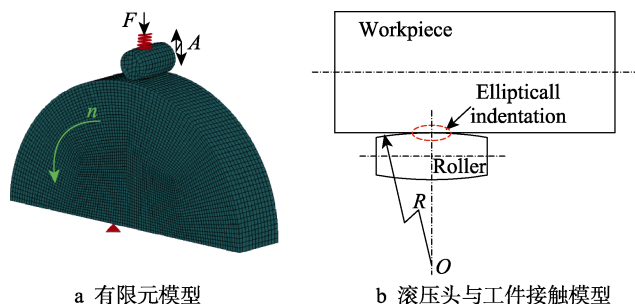 F
A
n
a 有限元模型
Workpiece
Ellipticall
indentation
Roller
R
O
b 滚压头与工件接触模型